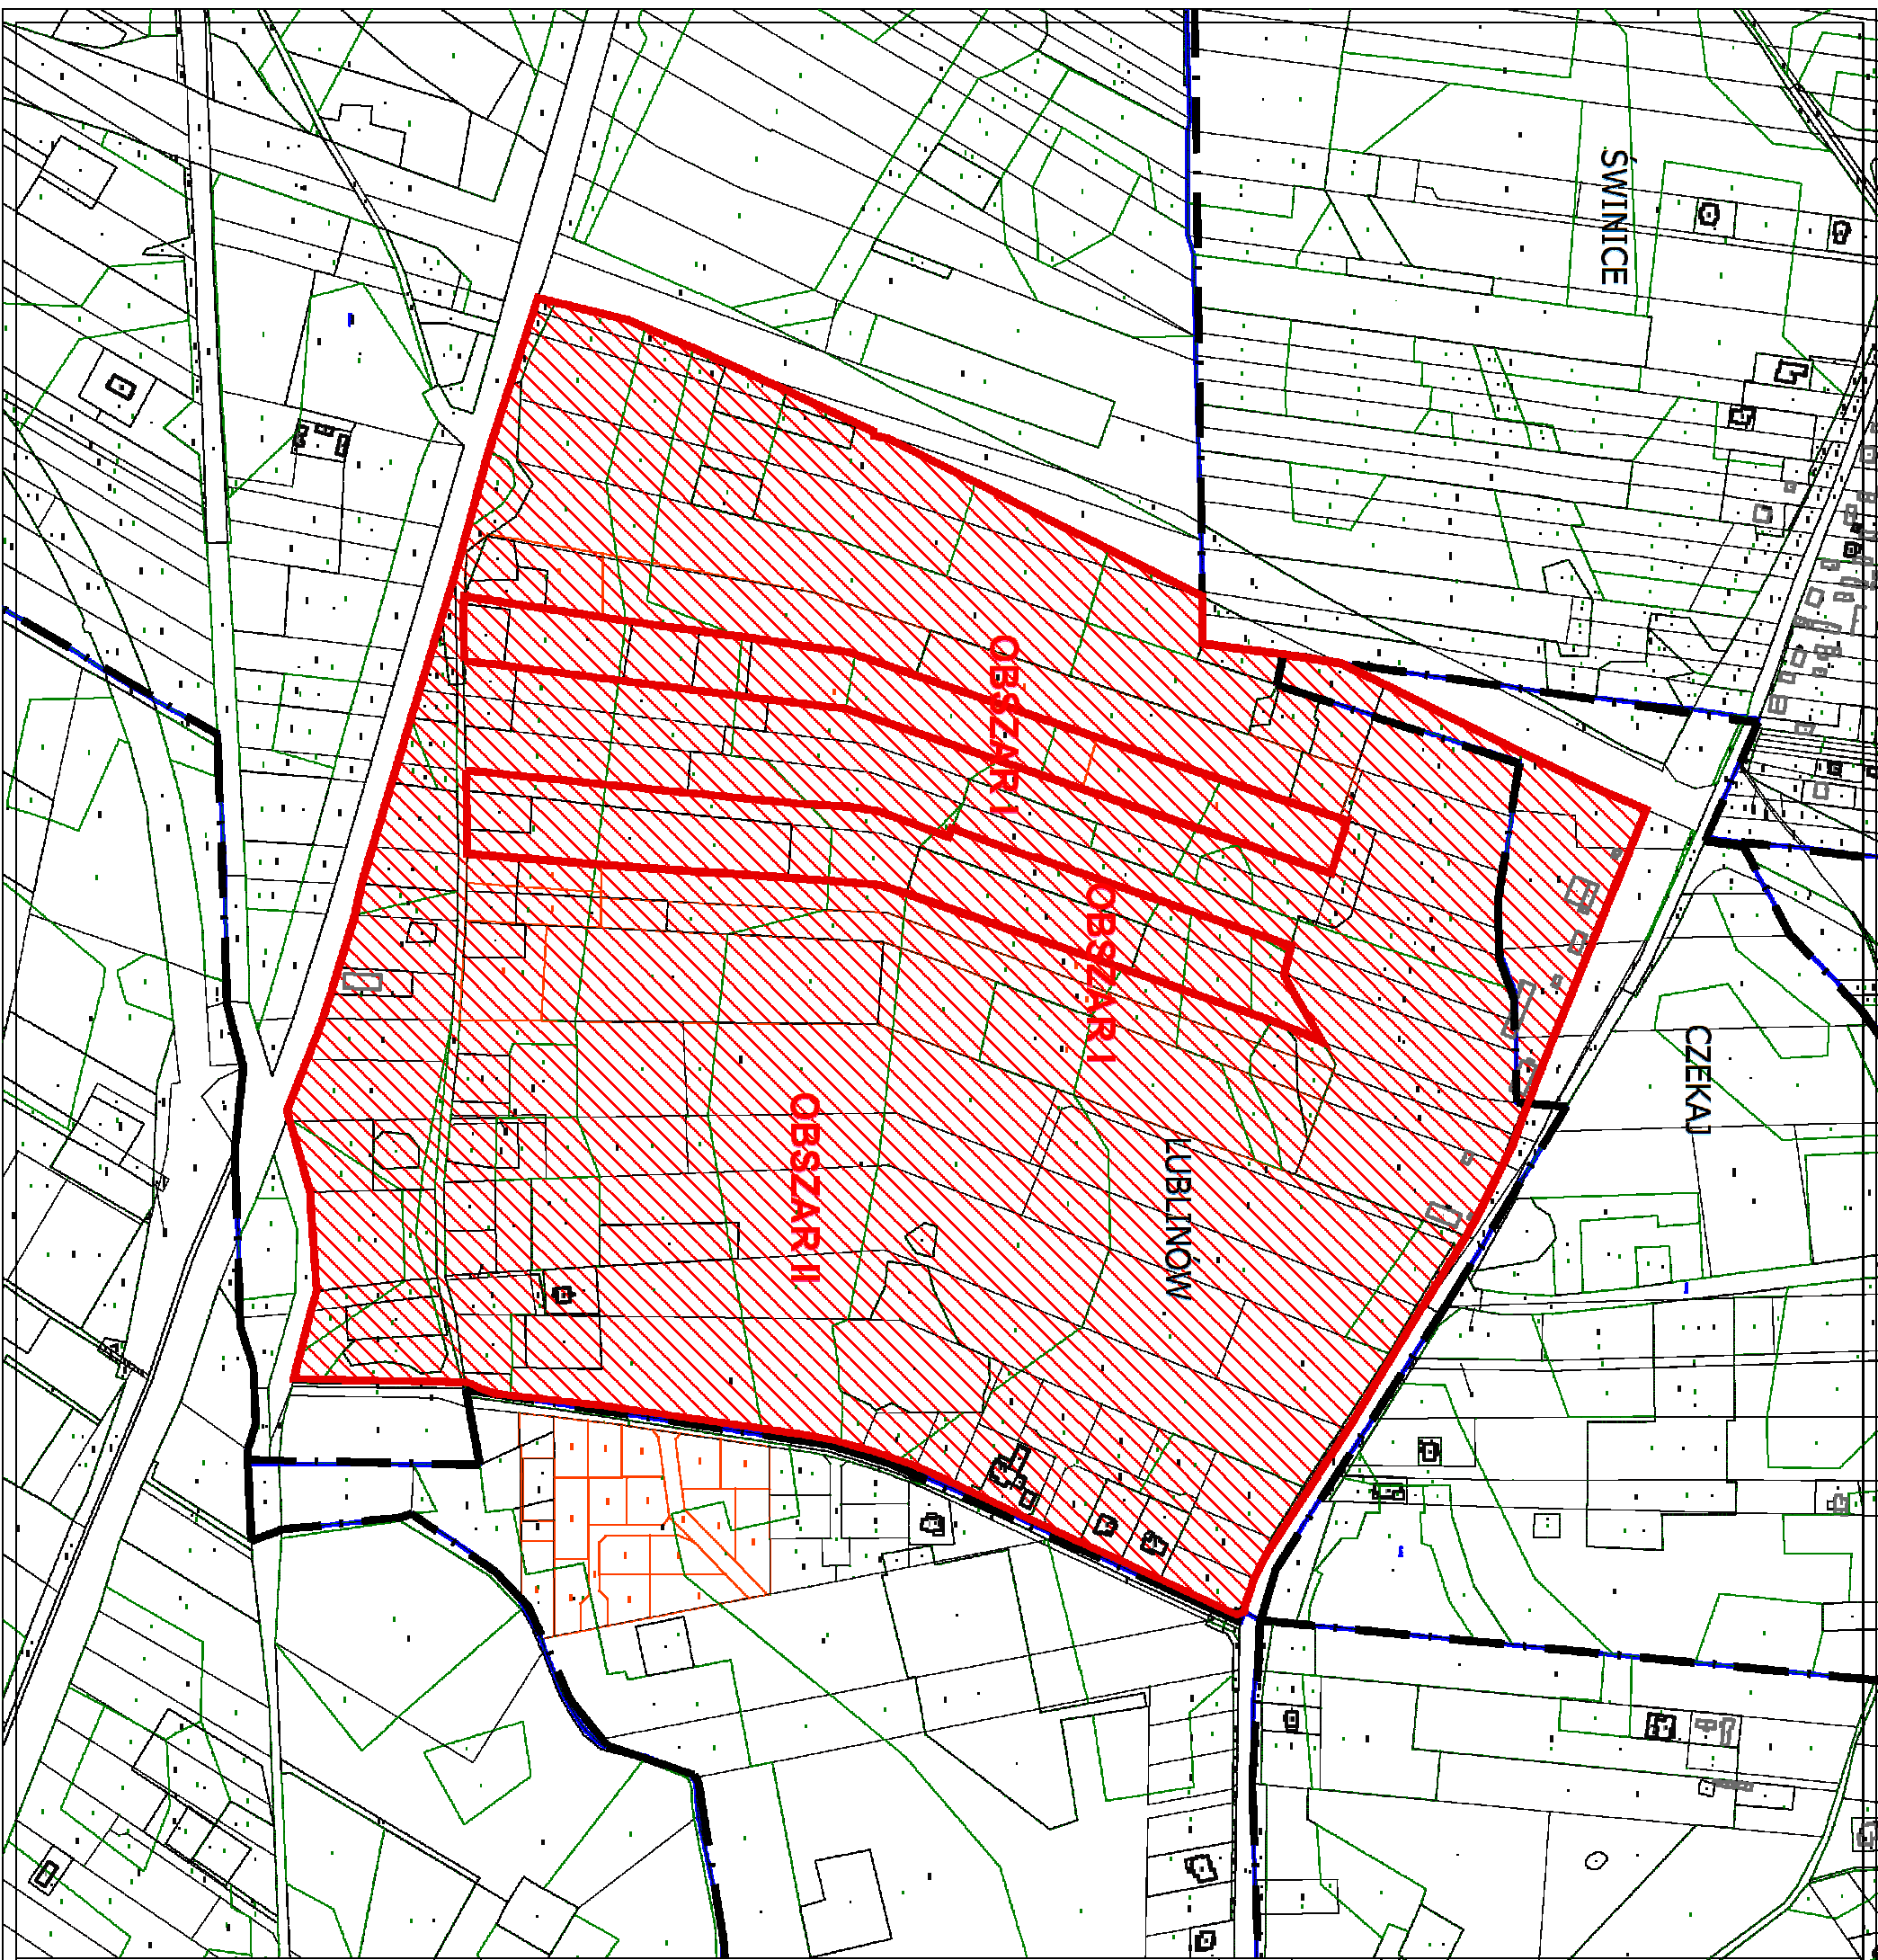 ŚWINICE
CZEKAJ
OBSZAR I
OBSZAR I
LUBLINÓW
OBSZAR II